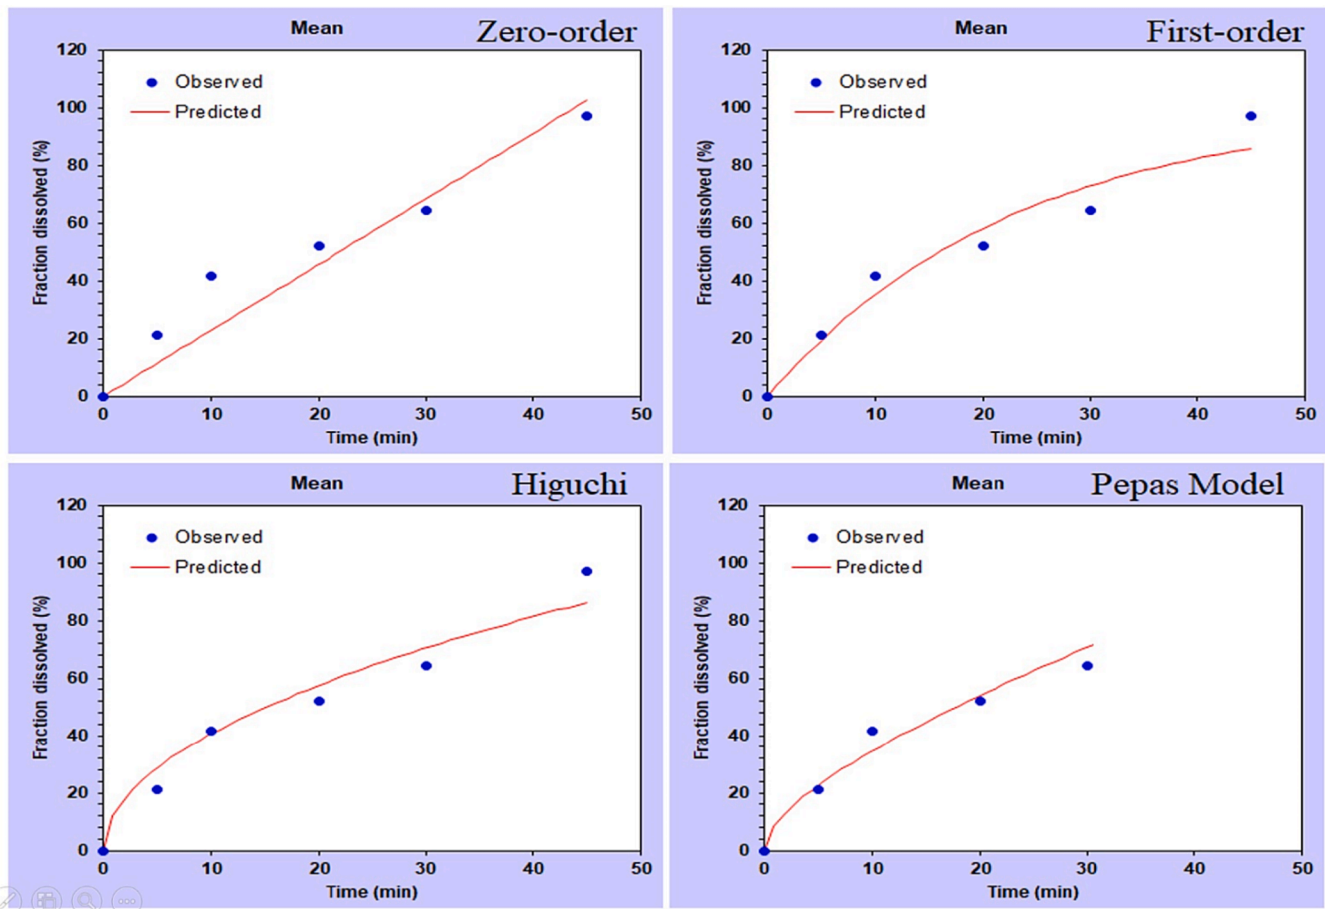 Mean Zero-order
120
100
80
60
40
20
0
Fraction dissolved (%)
Observed
Predicted
0 10 20 30 40 50
Time (min)
Mean First-order
120
100
80
60
40
20
0
Fraction dissolved (%)
Observed
Predicted
0 10 20 30 40 50
Time (min)
Mean Higuchi
120
100
80
60
40
20
0
Fraction dissolved (%)
Observed
Predicted
0 10 20 30 40 50
Time (min)
Mean Pepas Model
120
100
80
60
40
20
0
Fraction dissolved (%)
Observed
Predicted
0 10 20 30 40 50
Time (min)